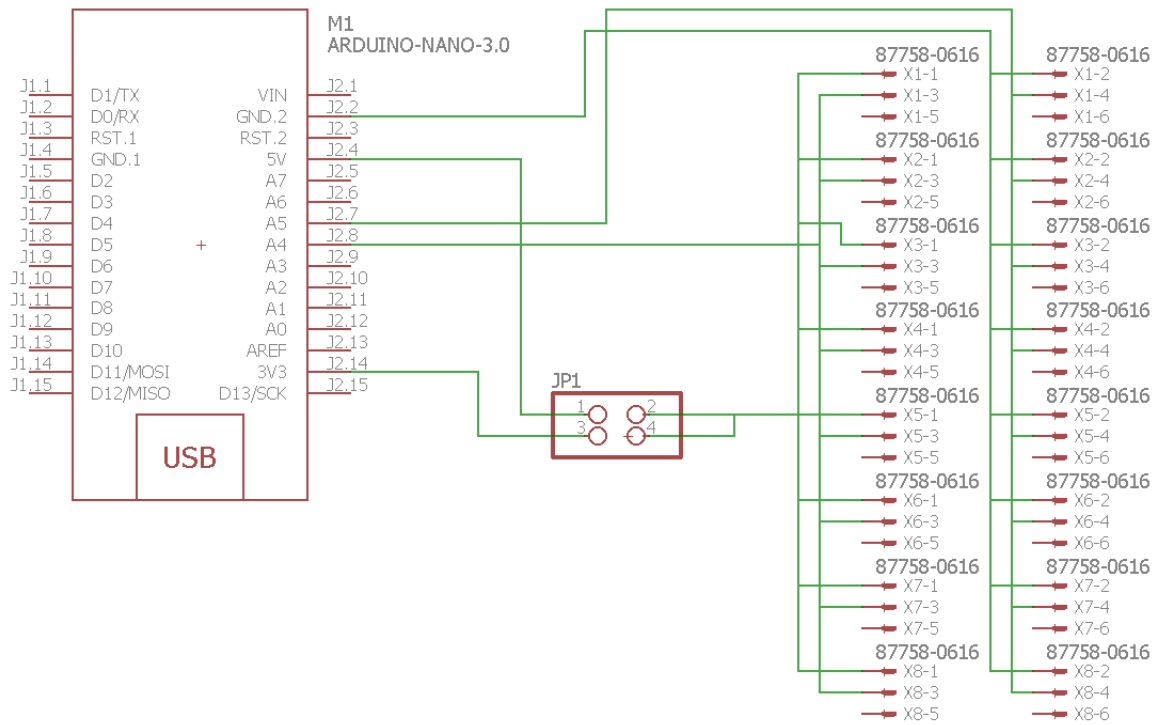 M1
ARDUINO-NANO-3.0
J1.1 D1/TX VIN J2.1
J1.2 D0/RX GND.2 J2.2
J1.3 RST.1 RST.2 J2.3
J1.4 GND.1 5V J2.4
J1.5 D2 A7 J2.5
J1.6 D3 A6 J2.6
J1.7 D4 A5 J2.7
J1.8 D5 A4 J2.8
J1.9 D6 A3 J2.9
J1.10 D7 A2 J2.10
J1.11 D8 A1 J2.11
J1.12 D9 A0 J2.12
J1.13 D10 AREF J2.13
J1.14 D11/MOSI 3V3 J2.14
J1.15 D12/MISO D13/SCK J2.15
USB
JP1
1 2
3 4
87758-0616 87758-0616
X1-1 X1-2
X1-3 X1-4
X1-5 X1-6
87758-0616 87758-0616
X2-1 X2-2
X2-3 X2-4
X2-5 X2-6
87758-0616 87758-0616
X3-1 X3-2
X3-3 X3-4
X3-5 X3-6
87758-0616 87758-0616
X4-1 X4-2
X4-3 X4-4
X4-5 X4-6
87758-0616 87758-0616
X5-1 X5-2
X5-3 X5-4
X5-5 X5-6
87758-0616 87758-0616
X6-1 X6-2
X6-3 X6-4
X6-5 X6-6
87758-0616 87758-0616
X7-1 X7-2
X7-3 X7-4
X7-5 X7-6
87758-0616 87758-0616
X8-1 X8-2
X8-3 X8-4
X8-5 X8-6